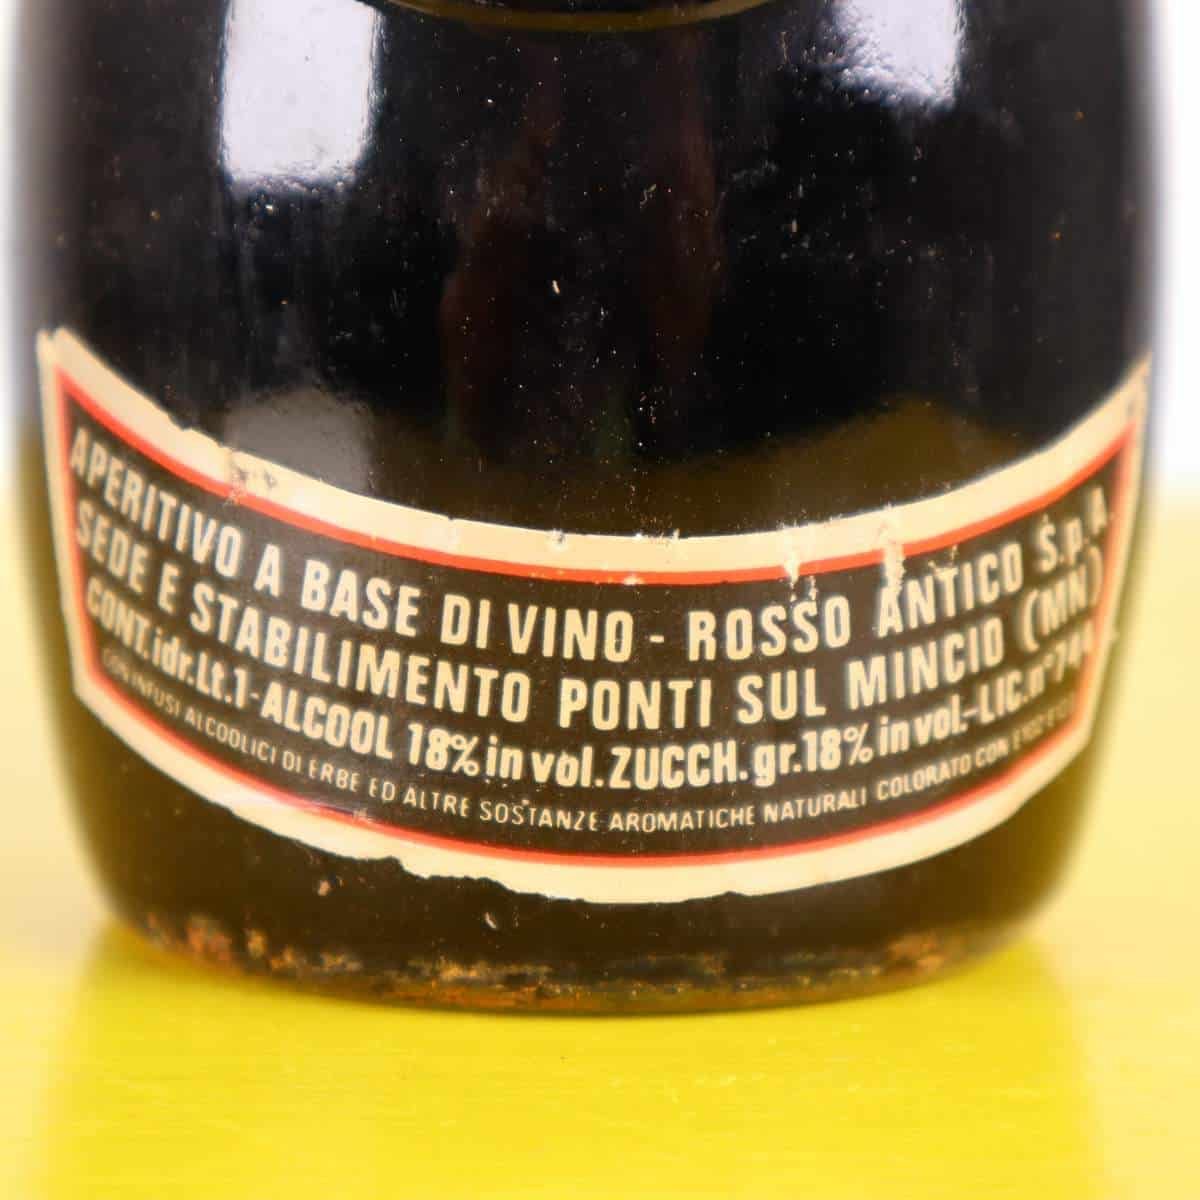 APERITIVO A BASE DI VINO - ROSSO ANTICO S.p.A.
SEDE E STABILIMENTO PONTI SUL MINCIO (MN)
CONT.idr.Lt.1-ALCOOL 18% in vol. ZUCCH.gr.18% in vol.-LIC.n°744
CON INFUSI ALCOOLICI DI ERBE ED ALTRE SOSTANZE AROMATICHE NATURALI COLORATO CON